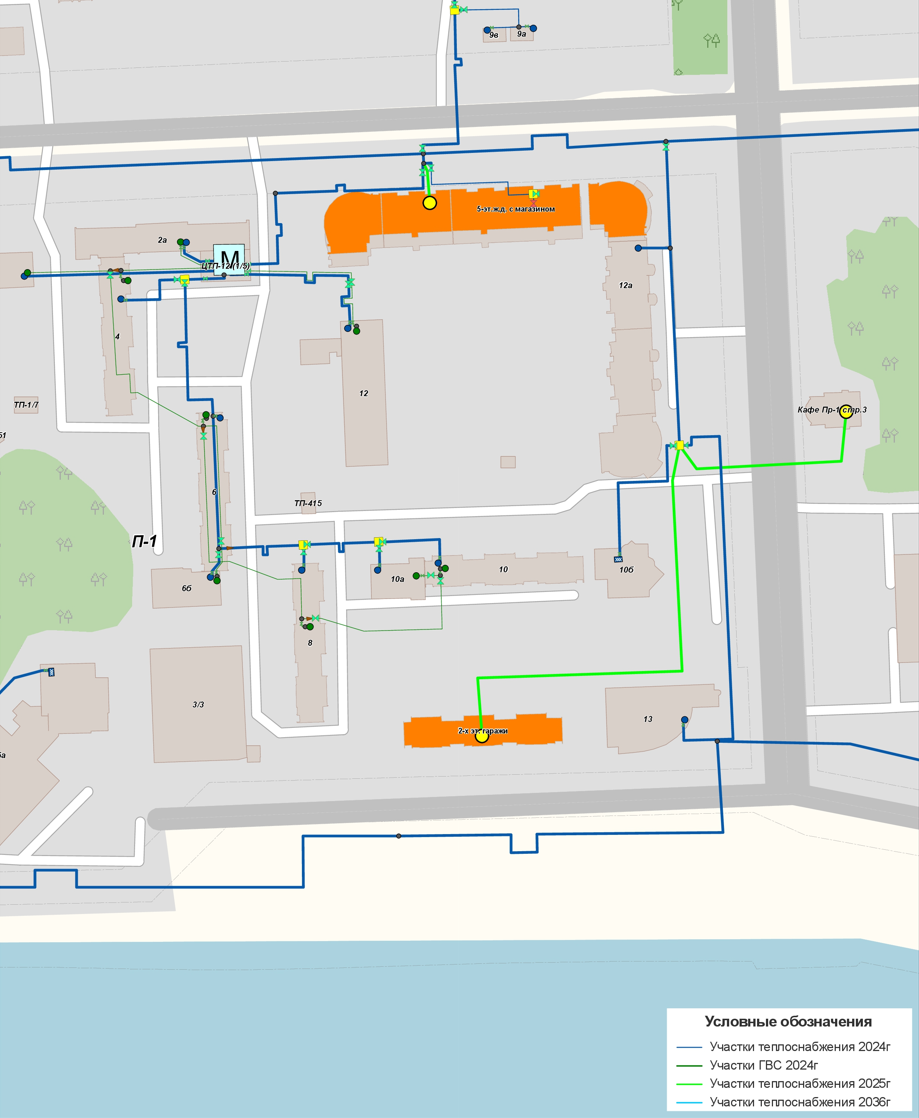 9в
9а
5-эт.ж.д. с магазином
2а
М
ЦТП-12(1/5)
12а
4
12
ТП-1/7
Кафе Пр-1 стр.3
51
6
ТП-415
П-1
6б
10а
10
10б
8
3/3
13
2-х эт. гаражи
ба
Условные обозначения
Участки теплоснабжения 2024г
Участки ГВС 2024г
Участки теплоснабжения 2025г
Участки теплоснабжения 2036г